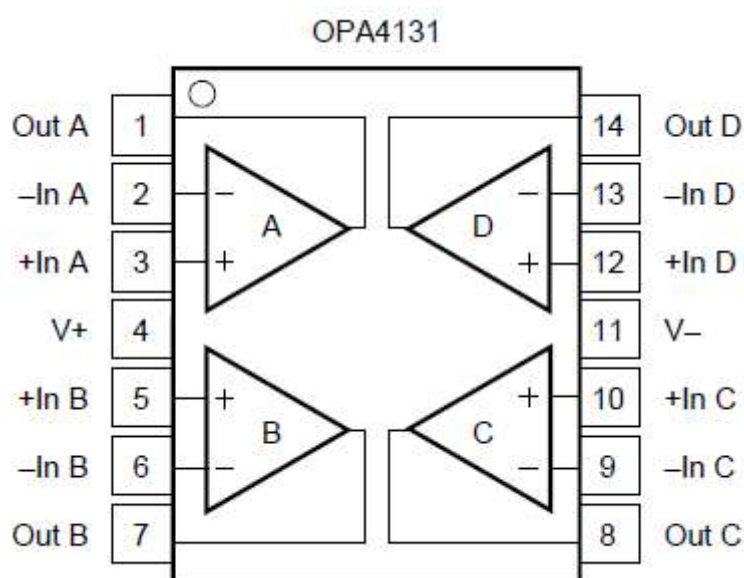 OPA4131
Out A 1 14 Out D
–In A 2 – – 13 –In D
A D
+In A 3 + + 12 +In D
V+ 4 11 V–
+In B 5 + + 10 +In C
B C
–In B 6 – – 9 –In C
Out B 7 8 Out C